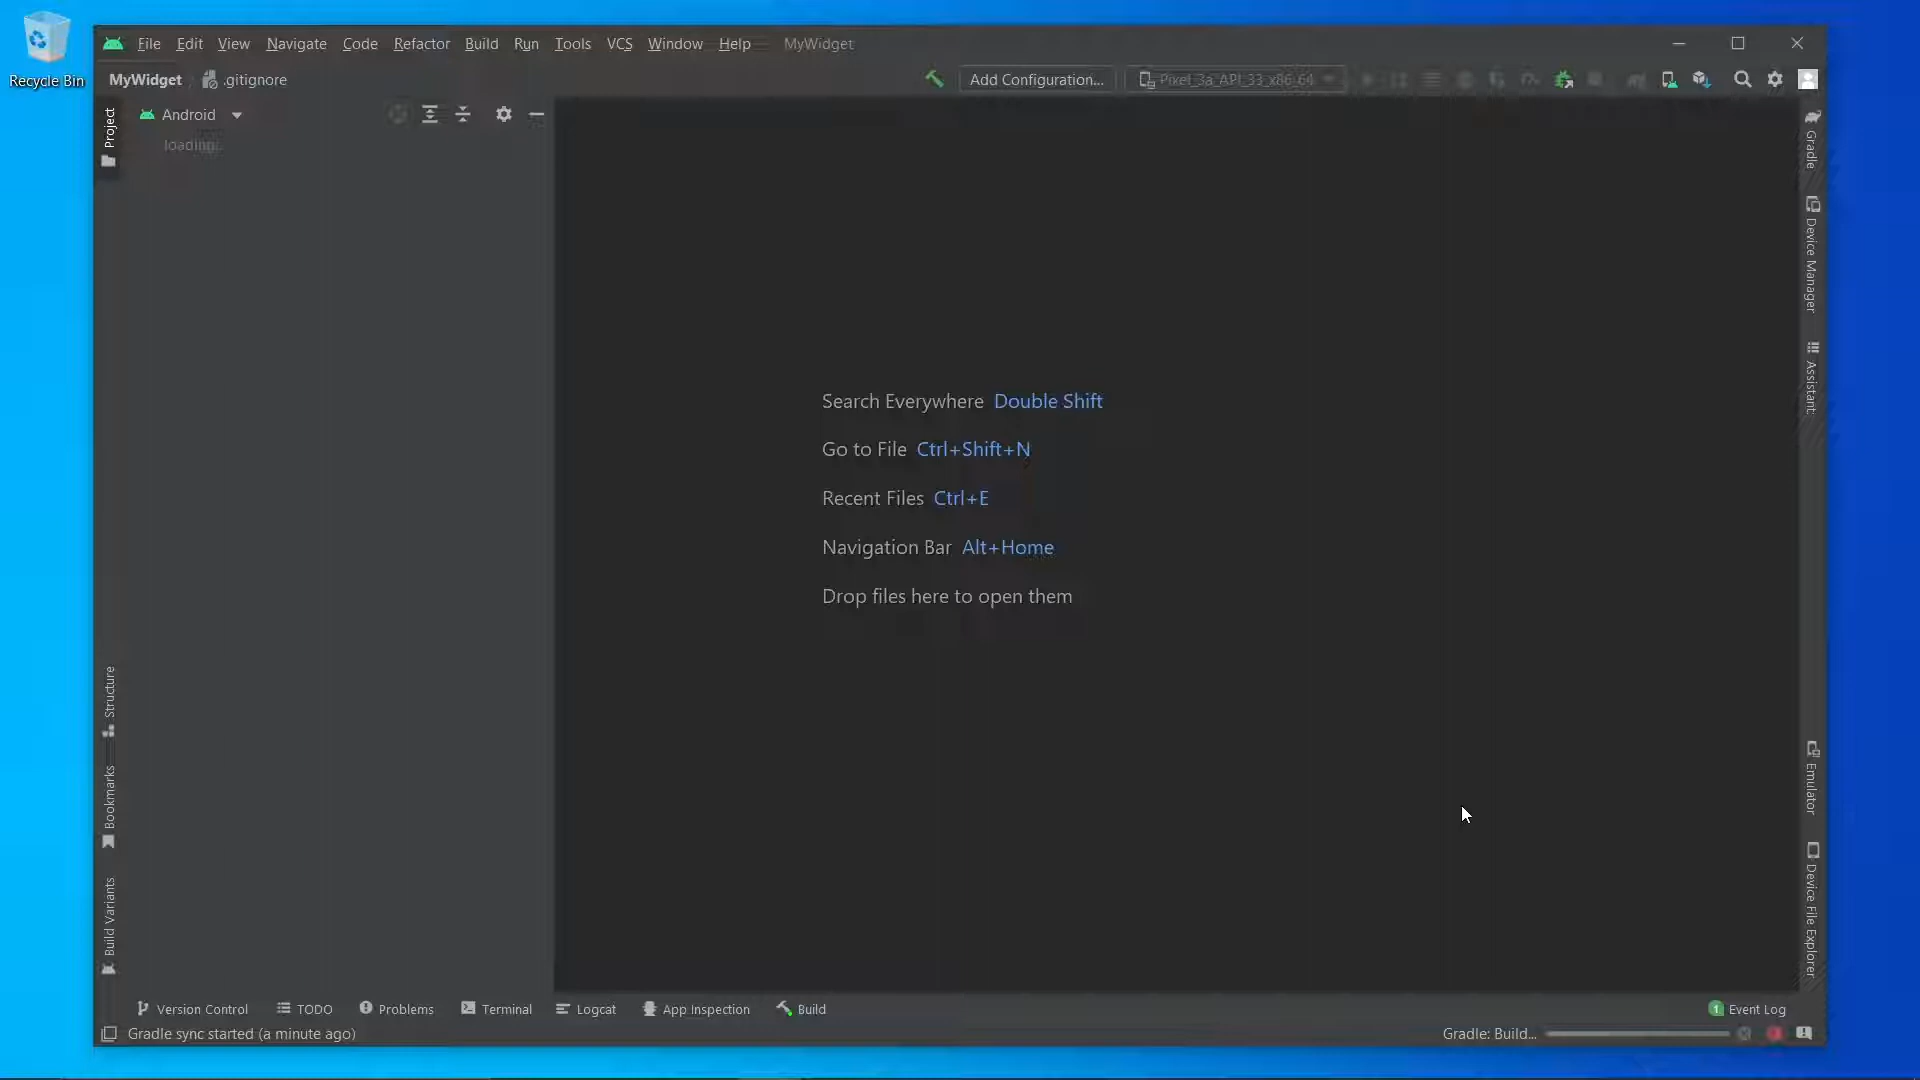 Recycle Bin
File Edit View Navigate Code Refactor Build Run Tools VCS Window Help MyWidget
MyWidget .gitignore Add Configuration... Pixel_3a_API_33_x86_64
Project
Android
loading...
Gradle
Device Manager
Assistant
Search Everywhere Double Shift
Go to File Ctrl+Shift+N
Recent Files Ctrl+E
Navigation Bar Alt+Home
Drop files here to open them
Structure
Bookmarks
Build Variants
Emulator
Device File Explorer
Version Control TODO Problems Terminal Logcat App Inspection Build 1 Event Log
Gradle sync started (a minute ago) Gradle: Build...